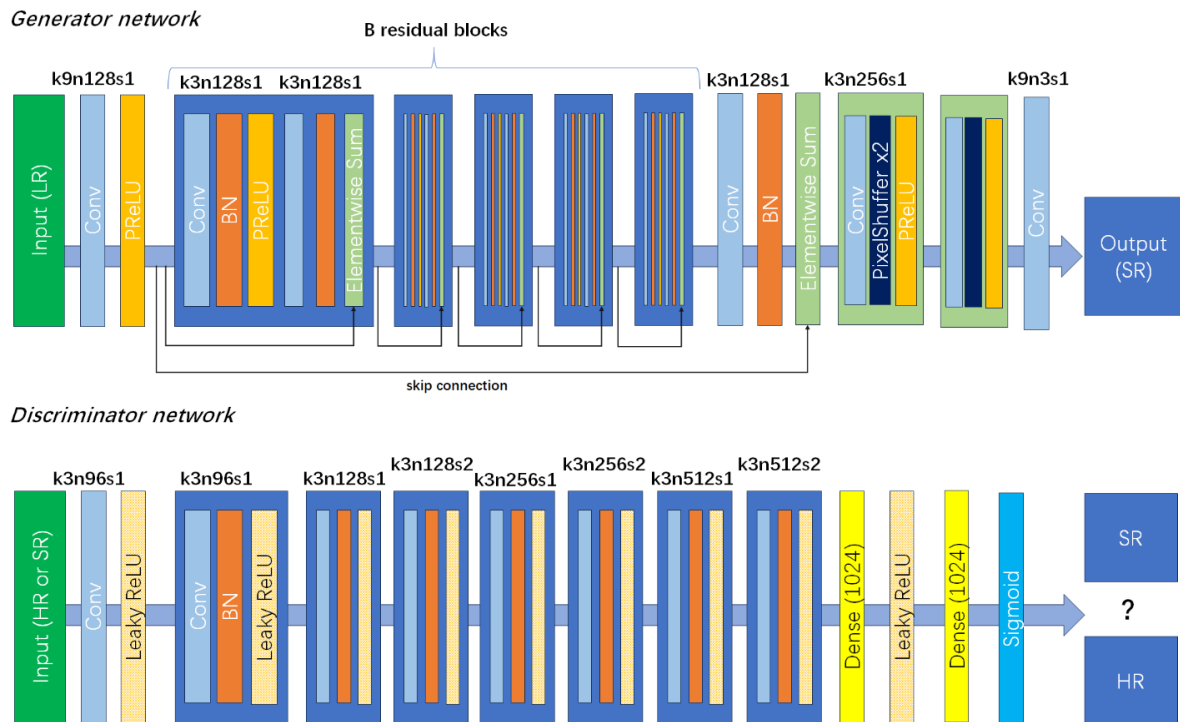 Generator network
B residual blocks
k9n128s1
k3n128s1
k3n128s1
k3n128s1
k3n256s1
k9n3s1
Input (LR)
Conv
PReLU
Conv
BN
PReLU
Elementwise Sum
Conv
BN
Elementwise Sum
Conv
PixelShuffer x2
PReLU
Conv
Output
(SR)
skip connection
Discriminator network
k3n96s1
k3n96s1
k3n128s1
k3n128s2
k3n256s1
k3n256s2
k3n512s1
k3n512s2
Input (HR or SR)
Conv
Leaky ReLU
Conv
BN
Leaky ReLU
Dense (1024)
Leaky ReLU
Dense (1024)
Sigmoid
SR
?
HR